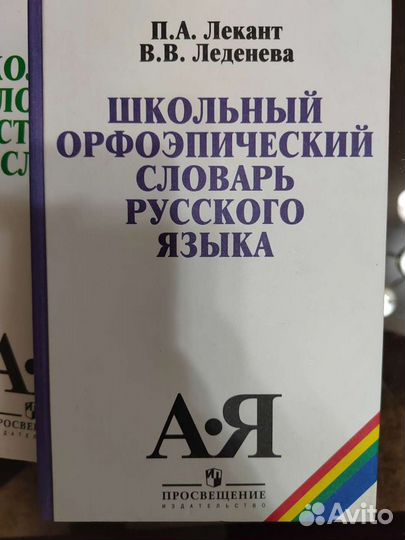 П.А. Лекант
В.В. Леденева
ШКОЛЬНЫЙ
ОРФОЭПИЧЕСКИЙ
СЛОВАРЬ
РУССКОГО
ЯЗЫКА
А·Я
ПРОСВЕЩЕНИЕ
ИЗДАТЕЛЬСТВО
Avito